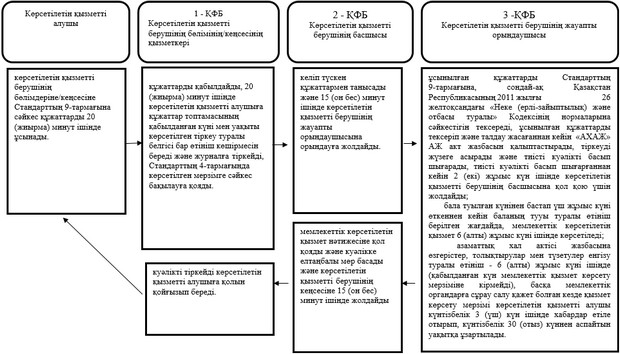 Көрсетілетін қызметті
алушы
1 - ҚФБ
Көрсетілетін қызметті
берушінің бөлімінің/кеңсесінің
қызметкері
2 - ҚФБ
Көрсетілетін қызметті
берушінің басшысы
3 -ҚФБ
Көрсетілетін қызметті берушінің жауапты
орындаушысы
көрсетілетін қызметті
берушінің
бөлімдеріне/кеңсесіне
Стандарттың 9-тармағына
сәйкес құжаттарды 20
(жиырма) минут ішінде
ұсынады.
құжаттарды қабылдайды, 20
(жиырма) минут ішінде
көрсетілетін қызметті алушыға
құжаттар топтамасының
қабылданған күні мен уақыты
көрсетілген тіркеу туралы
белгісі бар өтініш көшірмесін
береді және журналға тіркейді,
Стандарттың 4-тармағында
көрсетілген мерзімге сәйкес
бақылауға қояды.
келіп түскен
құжаттармен танысады
және 15 (он бес) минут
ішінде көрсетілетін
қызметті берушінің
жауапты
орындаушысына
орындауға жолдайды.
ұсынылған құжаттарды Стандарттың
9-тармағына, сондай-ақ Қазақстан
Республикасының 2011 жылғы 26
желтоқсандағы «Неке (ерлі-зайыптылық) және
отбасы туралы» Кодексінің нормаларына
сәйкестігін тексереді, ұсынылған құжаттарды
тексеріп және талдау жасағаннан кейін «АХАЖ»
АЖ акт жазбасын қалыптастырады, тіркеуді
жүзеге асырады және тиісті куәлікті басып
шығарады, тиісті куәлікті басып шығарғаннан
кейін 2 (екі) жұмыс күн ішінде көрсетілетін
қызметті берушінің басшысына қол қою үшін
жолдайды;
бала туылған күнінен бастап үш жұмыс күні
өткеннен кейін баланың тууы туралы өтініш
берілген жағдайда, мемлекеттік көрсетілетін
қызмет 6 (алты) жұмыс күні ішінде көрсетіледі;
азаматтық хал актісі жазбасына
өзгерістер, толықтырулар мен түзетулер енгізу
туралы өтініш - 6 (алты) жұмыс күні ішінде
(қабылданған күн мемлекеттік қызмет көрсету
мерзіміне кірмейді), басқа мемлекеттік
органдарға сұрау салу қажет болған кезде қызмет
көрсету мерзімі көрсетілетін қызметті алушы
күнтізбелік 3 (үш) күн ішінде хабардар етіле
отырып, күнтізбелік 30 (отыз) күннен аспайтын
уақытқа ұзартылады.
мемлекеттік көрсетілетін
қызмет нәтижесіне қол
қояды және куәлікке
елтаңбалы мөр басады
және көрсетілетін
қызметті берушінің
кеңсесіне 15 (он бес)
минут ішінде жолдайды
куәлікті тіркейді көрсетілетін
қызметті алушыға қолын
қойғызып береді.